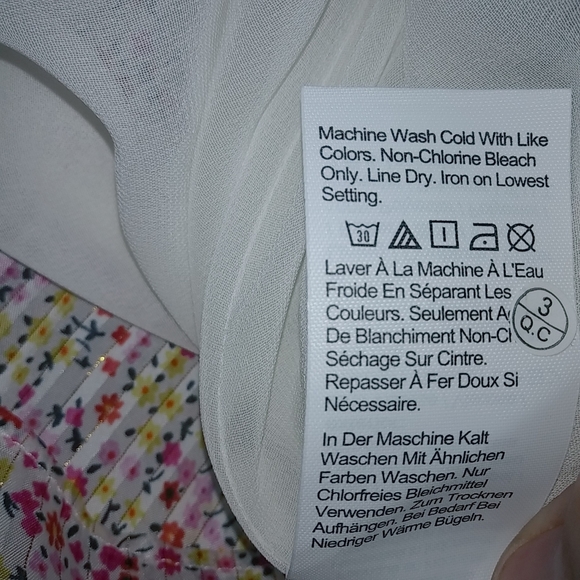 Machine Wash Cold With Like
Colors. Non-Chlorine Bleach
Only. Line Dry. Iron on Lowest
Setting.
30
Laver À La Machine À L'Eau
Froide En Séparant Les
Couleurs. Seulement
De Blanchiment
Séchage Sur Cintre.
Repasser À Fer Doux Si
Nécessaire.
3
Q.C
In Der Maschine Kalt
Waschen Mit Ähnlichen
Farben Waschen. Nur
Chlorfreies Bleichmittel
Verwenden. Zum Trocknen
Aufhängen. Bei Bedarf Bei
Niedriger Wärme Bügeln.